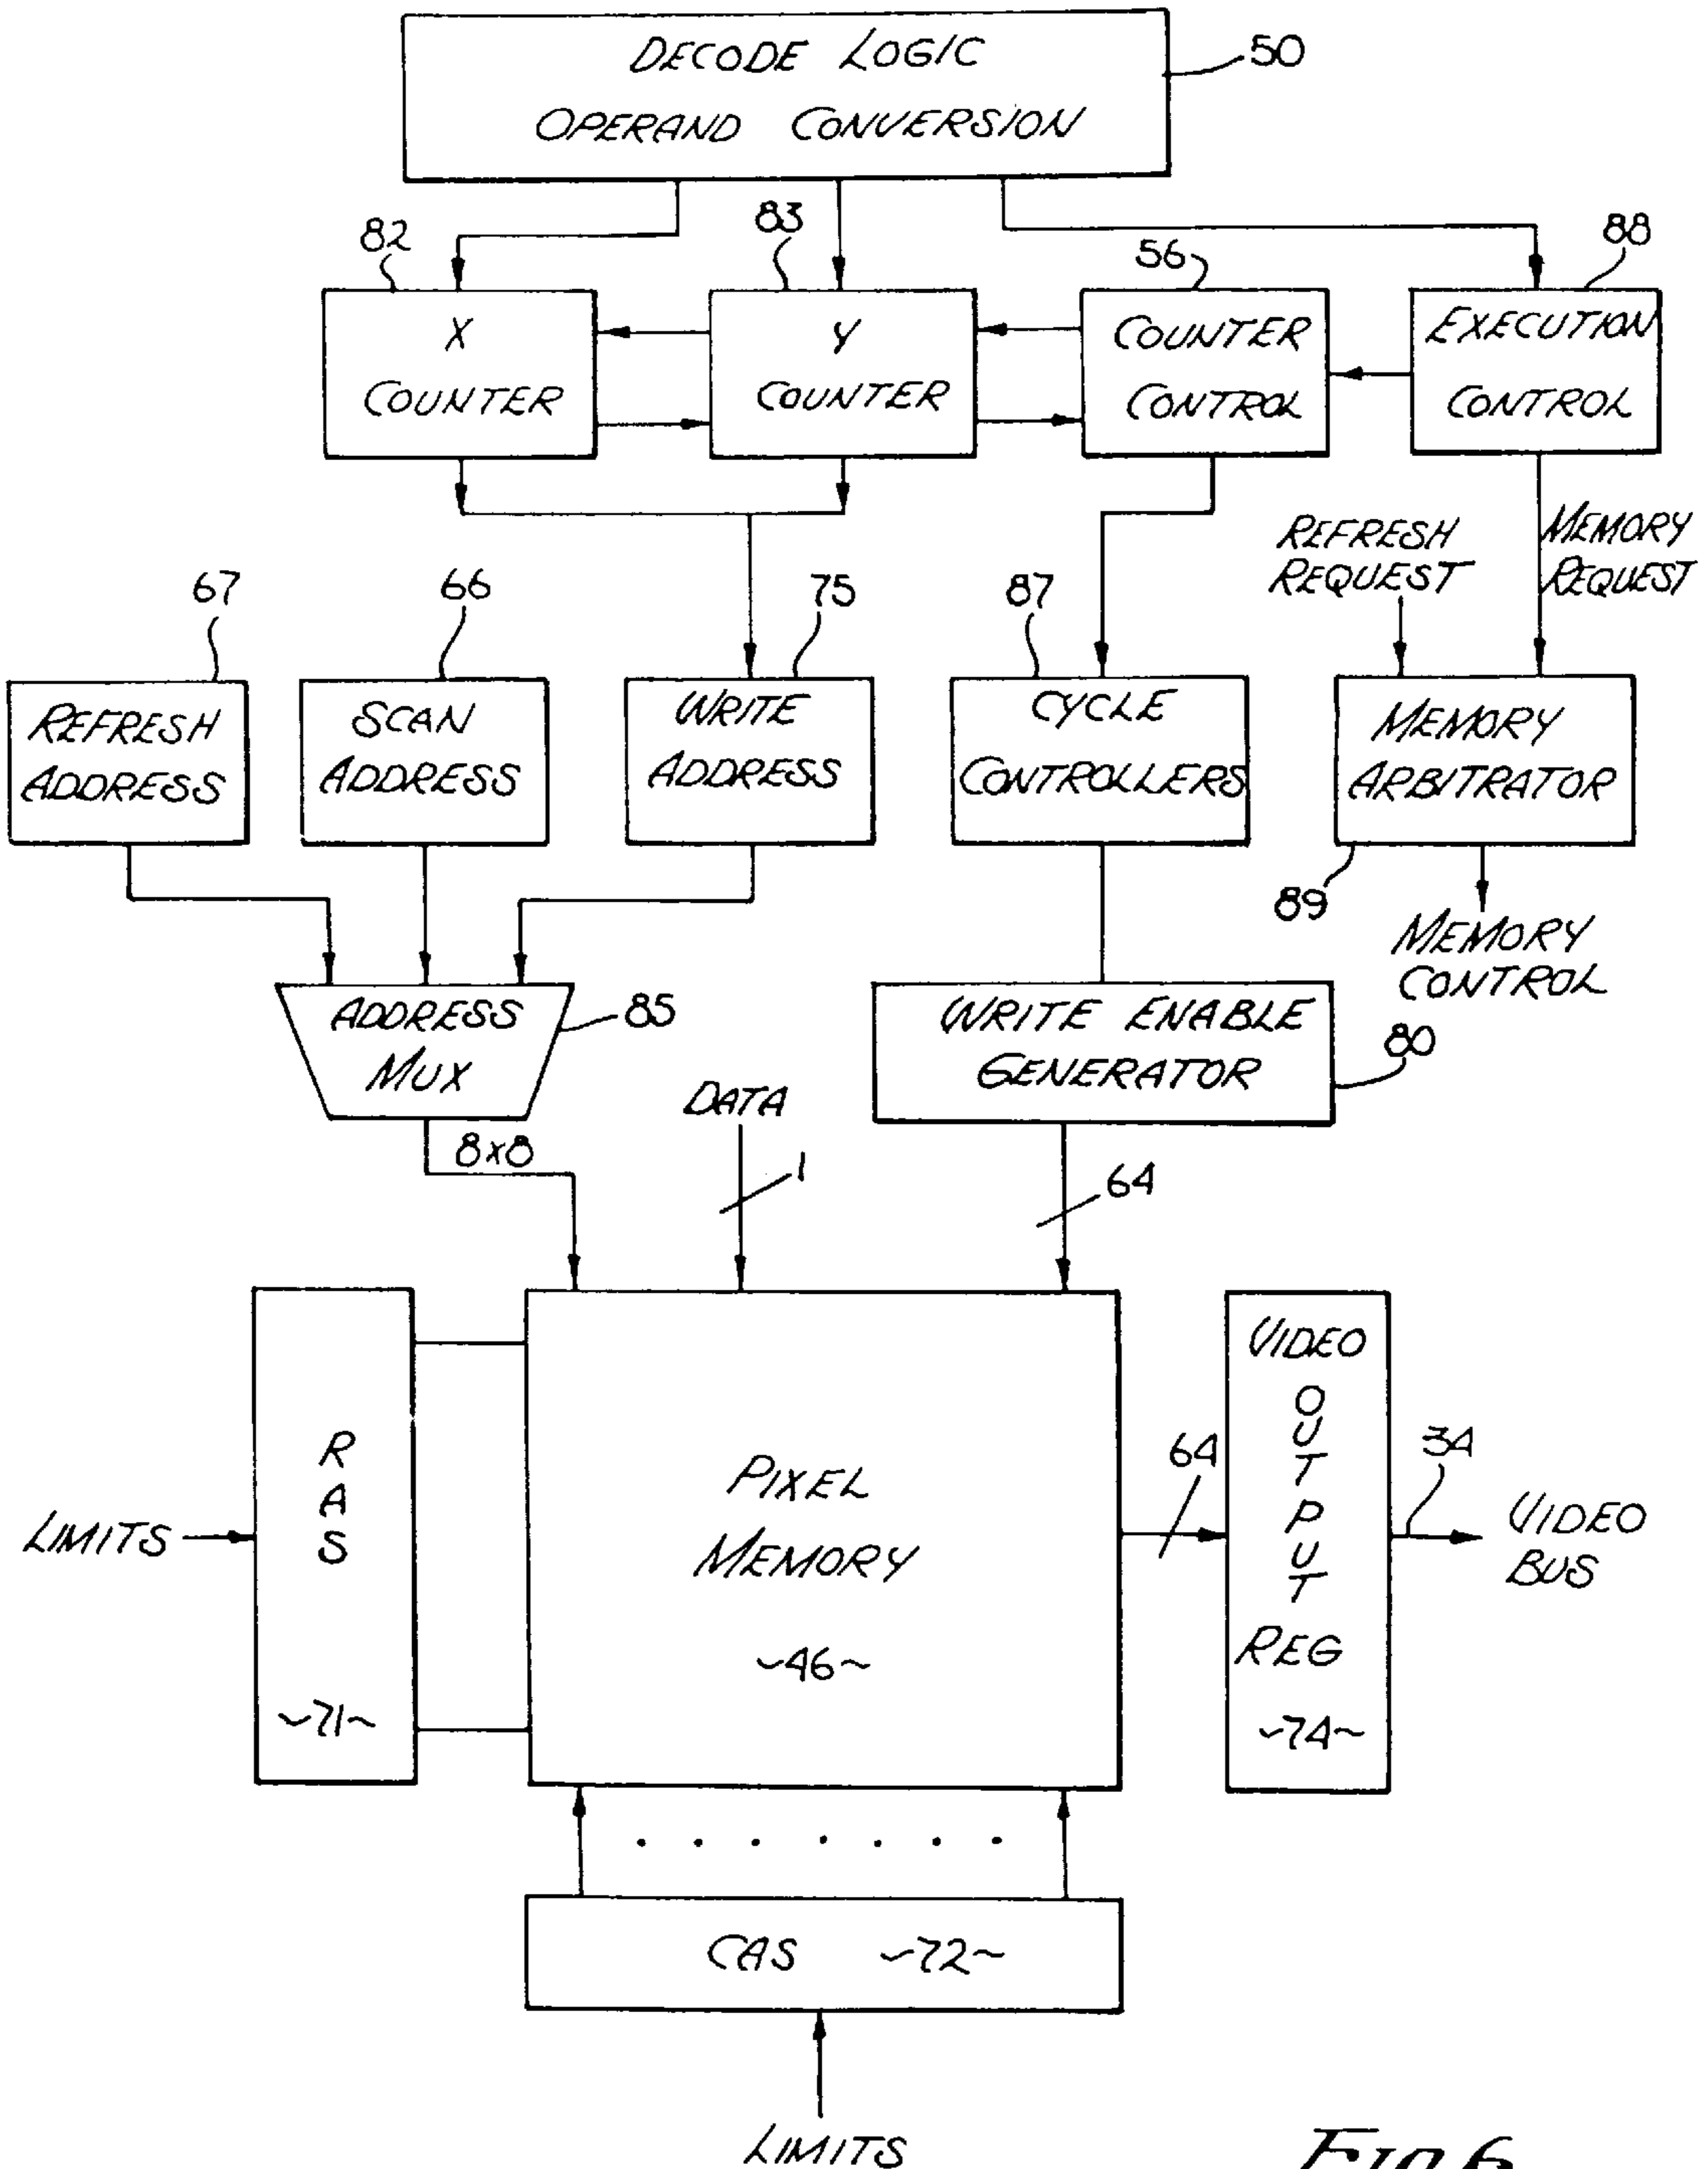 DECODE LOGIC
OPERAND CONVERSION
50
82
83
56
88
X
COUNTER
Y
COUNTER
COUNTER
CONTROL
EXECUTION
CONTROL
REFRESH
REQUEST
MEMORY
REQUEST
67
66
75
87
REFRESH
ADDRESS
SCAN
ADDRESS
WRITE
ADDRESS
CYCLE
CONTROLLERS
MEMORY
ARBITRATOR
89
MEMORY
CONTROL
ADDRESS
MUX
85
WRITE ENABLE
GENERATOR
80
8x8
DATA
1
64
RAS
~71~
LIMITS
PIXEL
MEMORY
~46~
64
VIDEO
OUTPUT
REG
~74~
34
VIDEO
BUS
CAS ~72~
LIMITS
FIG 6